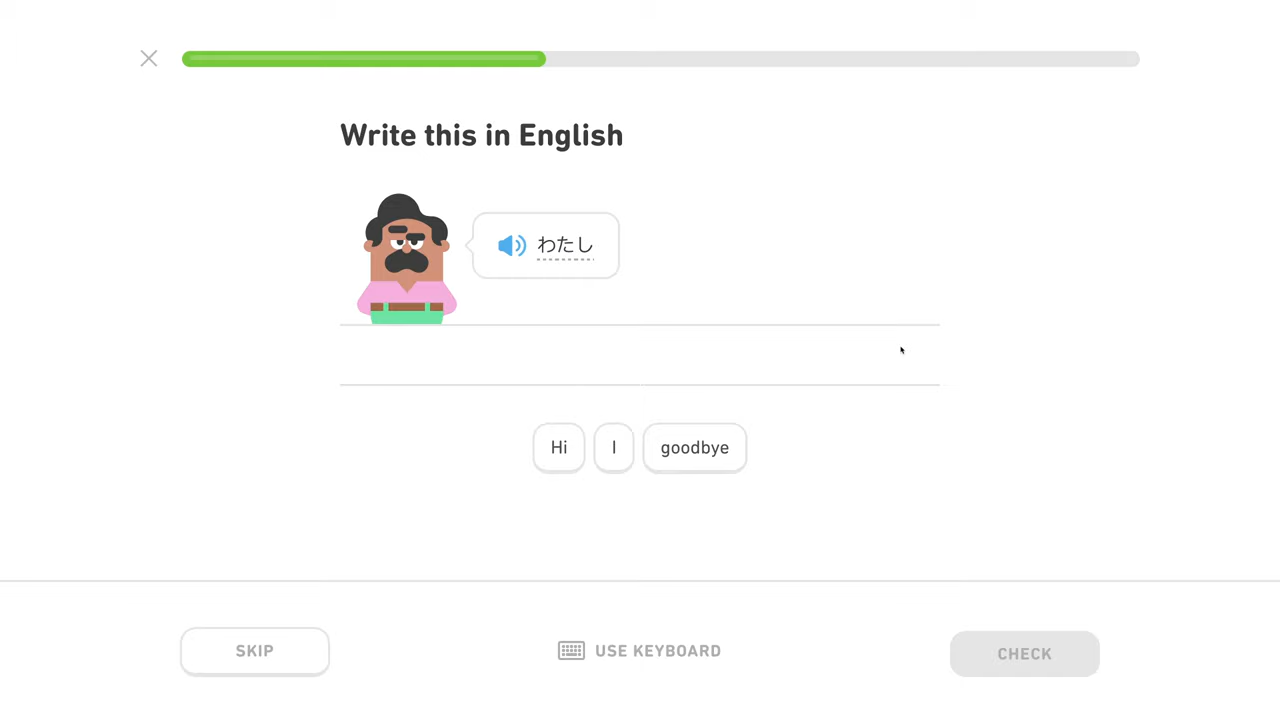 Write this in English
わたし
Hi I goodbye
SKIP USE KEYBOARD CHECK